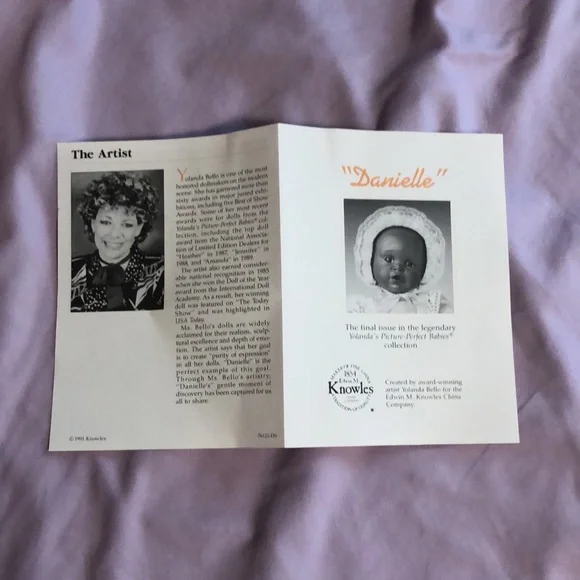 The Artist
Yolanda Bello is one of the most
honored dollmakers on the modern
scene. She has garnered more than
sixty awards in major juried exhi-
bitions, including five Best of Show
Awards. Some of her most recent
awards were for dolls from the
Yolanda's Picture-Perfect Babies® col-
lection, including the top doll
award from the National Associa-
tion of Limited Edition Dealers for
"Heather" in 1987, "Jennifer" in
1988, and "Amanda" in 1989.
The artist also earned consider-
able national recognition in 1985
when she won the Doll of the Year
award from the International Doll
Academy. As a result, her winning
doll was featured on "The Today
Show" and was highlighted in
USA Today.
Ms. Bello's dolls are widely
acclaimed for their realism, sculp-
tural excellence and depth of emo-
tion. The artist says that her goal
is to create "purity of expression"
in all her dolls. "Danielle" is the
perfect example of this goal.
Through Ms. Bello's artistry,
"Danielle's" gentle moment of
discovery has been captured for us
all to share.
© 1991 Knowles
"Danielle"
The final issue in the legendary
Yolanda's Picture-Perfect Babies®
collection
1854
Edwin M.
Knowles
TRADITION OF QUALITY
Created by award-winning
artist Yolanda Bello for the
Edwin M. Knowles China
Company.